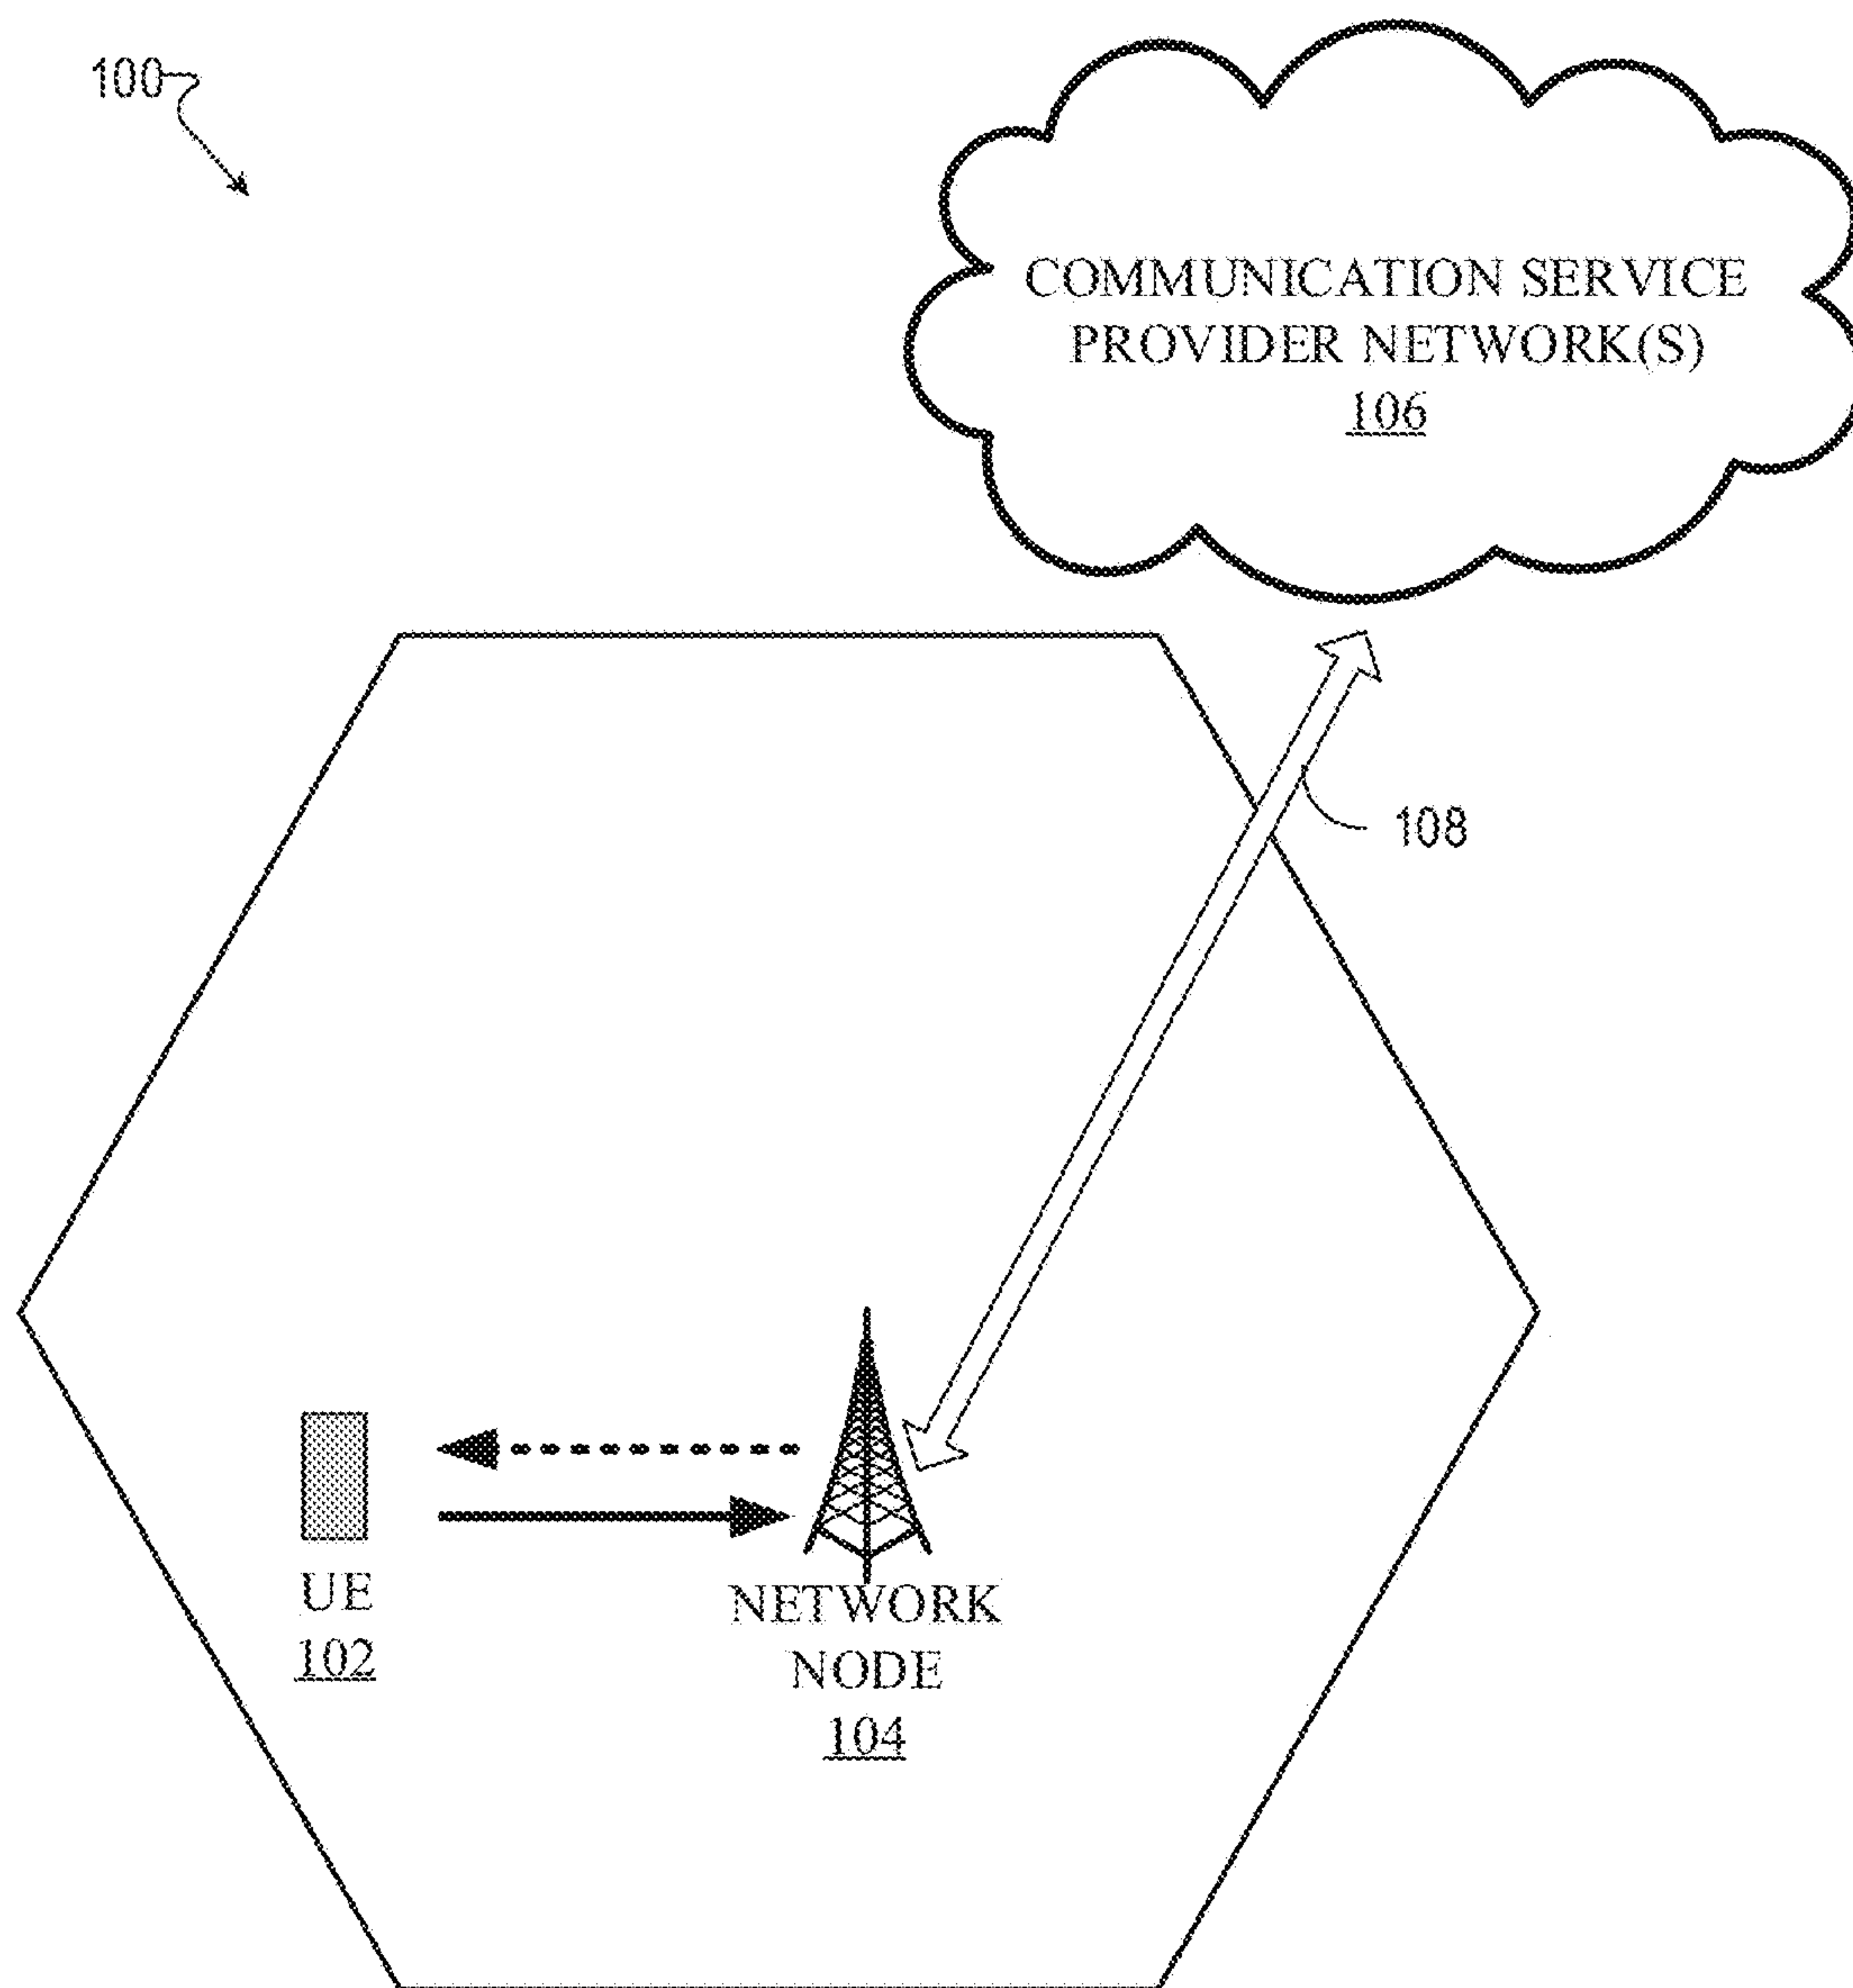 100
COMMUNICATION SERVICE
PROVIDER NETWORK(S)
106
108
UE
102
NETWORK
NODE
104